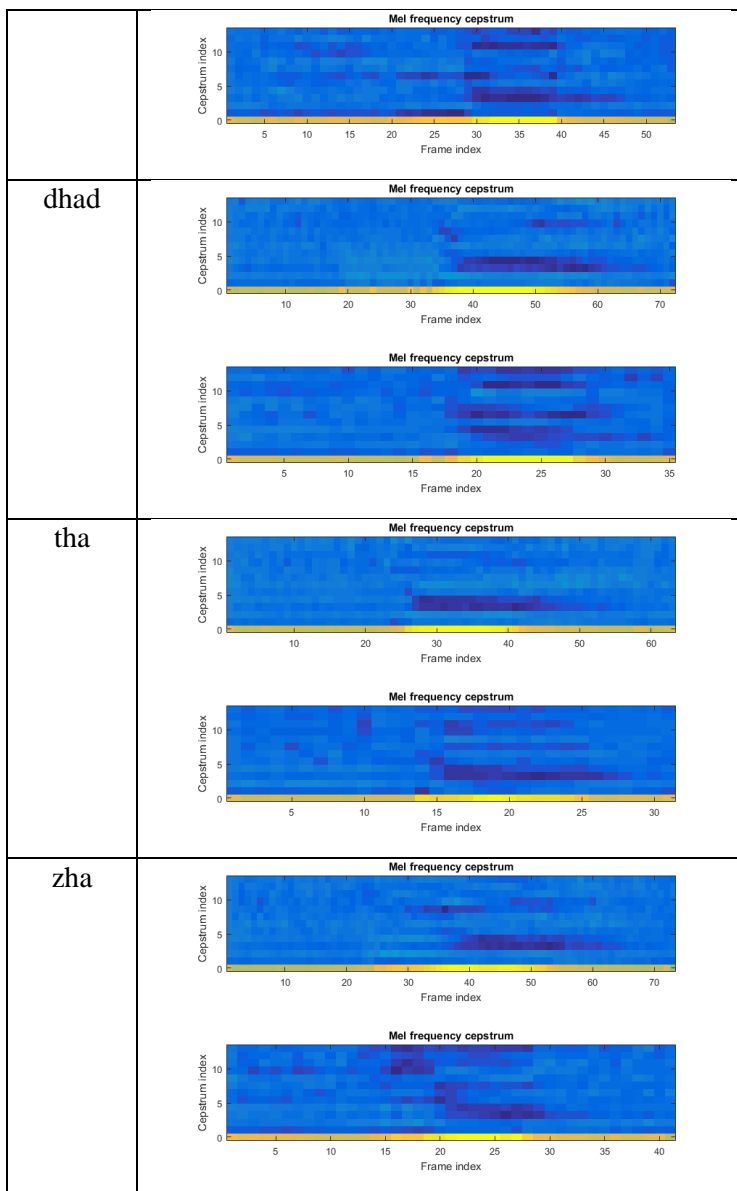 Mel frequency cepstrum
Cepstrum index
10
5
0
5 10 15 20 25 30 35 40 45 50
Frame index
dhad
Mel frequency cepstrum
Cepstrum index
10
5
0
10 20 30 40 50 60 70
Frame index
Mel frequency cepstrum
Cepstrum index
10
5
0
5 10 15 20 25 30 35
Frame index
tha
Mel frequency cepstrum
Cepstrum index
10
5
0
10 20 30 40 50 60
Frame index
Mel frequency cepstrum
Cepstrum index
10
5
0
5 10 15 20 25 30
Frame index
zha
Mel frequency cepstrum
Cepstrum index
10
5
0
10 20 30 40 50 60 70
Frame index
Mel frequency cepstrum
Cepstrum index
10
5
0
5 10 15 20 25 30 35 40
Frame index